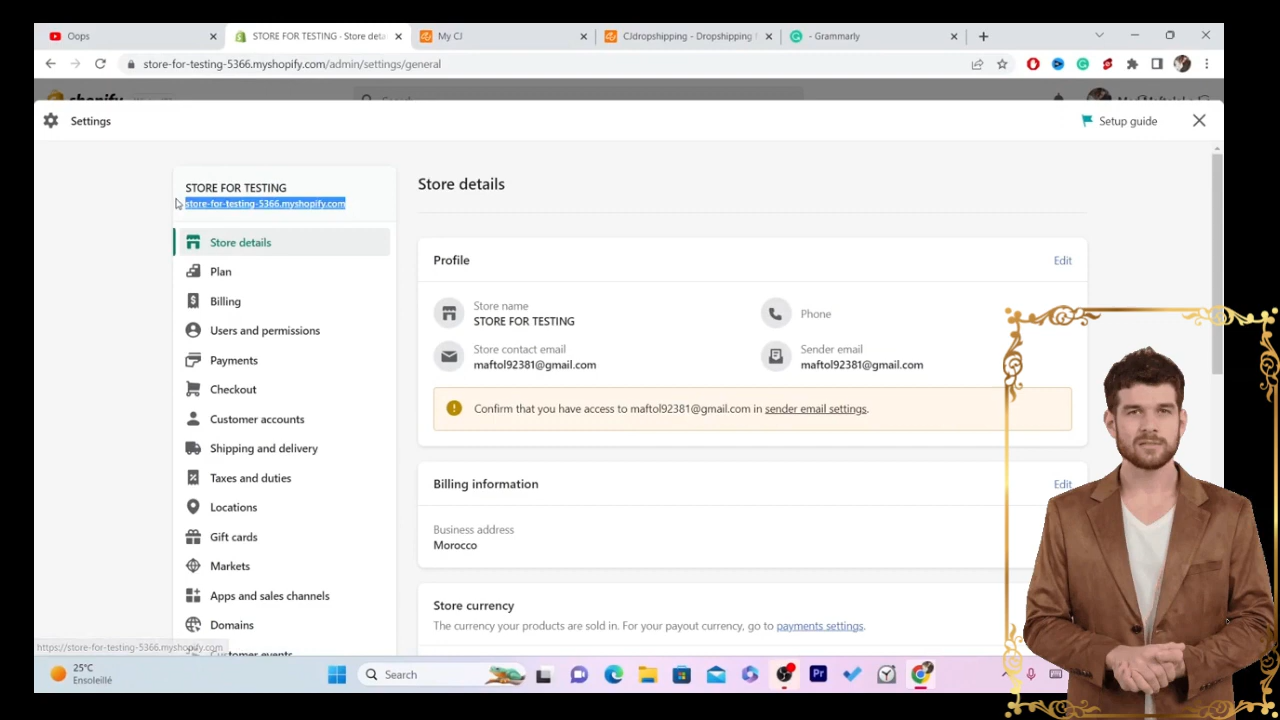 Oops
STORE FOR TESTING - Store deta
My CJ
CJdropshipping - Dropshipping f
- Grammarly
store-for-testing-5366.myshopify.com/admin/settings/general
Settings
Setup guide
STORE FOR TESTING
store-for-testing-5366.myshopify.com
Store details
Plan
Billing
Users and permissions
Payments
Checkout
Customer accounts
Shipping and delivery
Taxes and duties
Locations
Gift cards
Markets
Apps and sales channels
Domains
Customer events
Store details
Profile
Edit
Store name
STORE FOR TESTING
Phone
Store contact email
maftol92381@gmail.com
Sender email
maftol92381@gmail.com
Confirm that you have access to maftol92381@gmail.com in sender email settings.
Billing information
Edit
Business address
Morocco
Store currency
The currency your products are sold in. For your payout currency, go to payments settings.
https://store-for-testing-5366.myshopify.com
25°C
Ensoleillé
Search